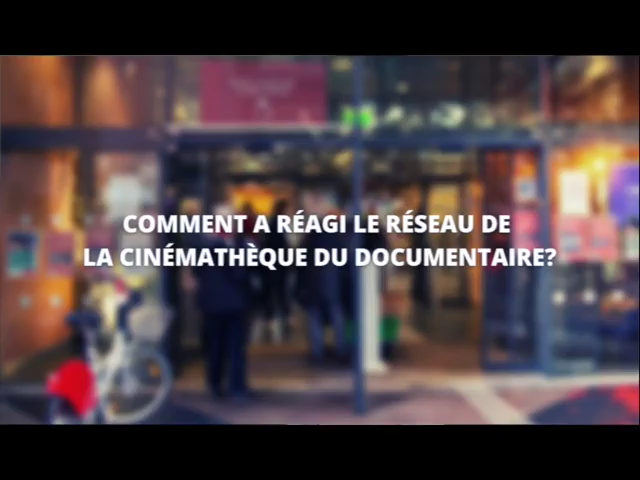 COMMENT A RÉAGI LE RÉSEAU DE
LA CINÉMATHÈQUE DU DOCUMENTAIRE?